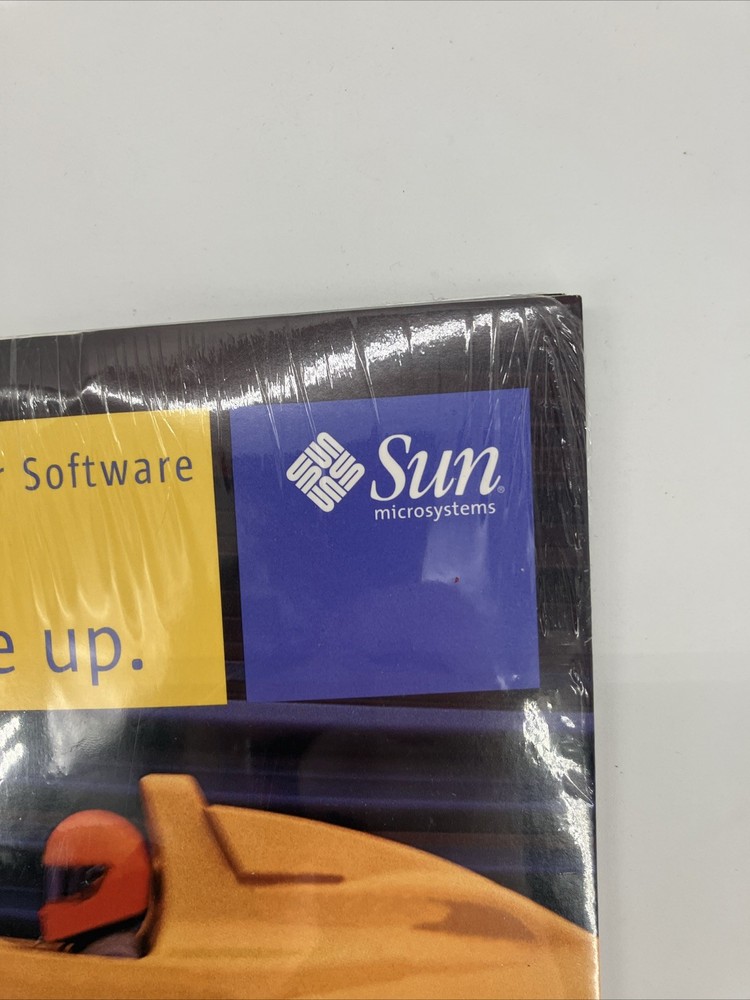 Software
Sun
microsystems
up.